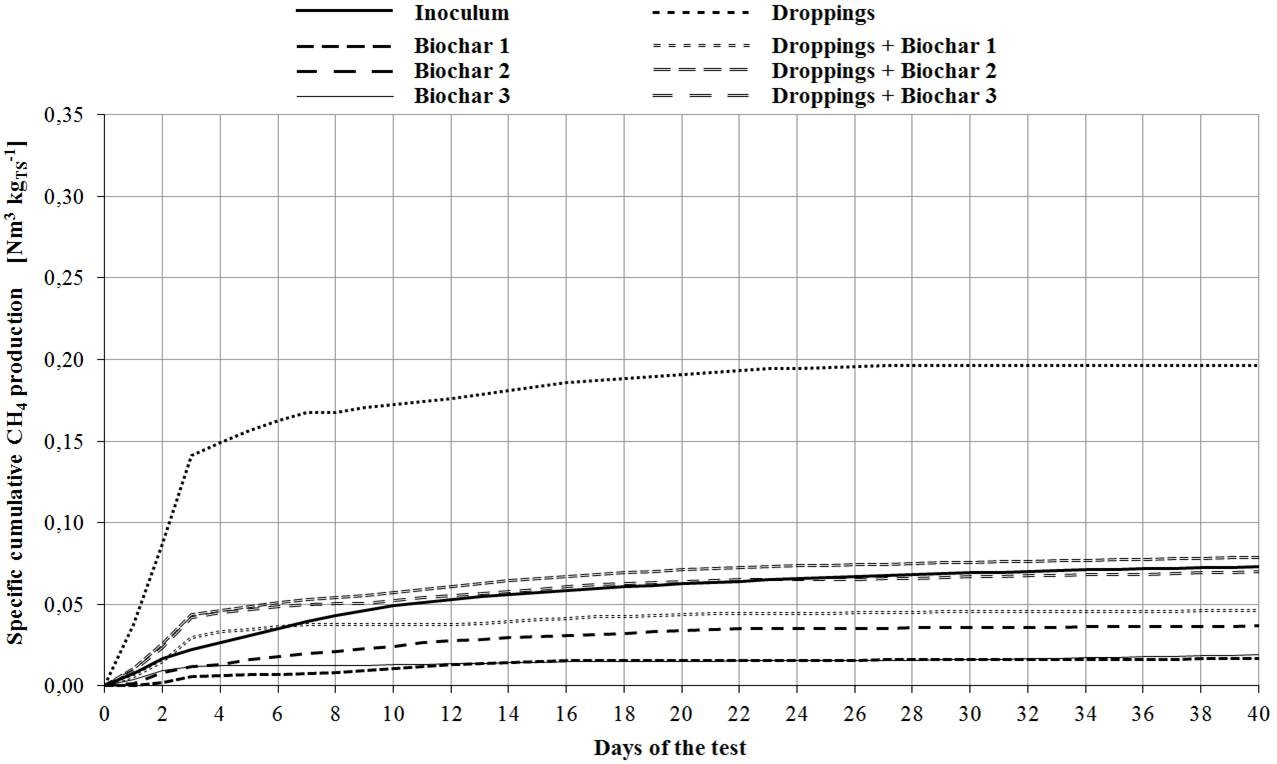 Inoculum
Droppings
Biochar 1
Droppings + Biochar 1
Biochar 2
Droppings + Biochar 2
Biochar 3
Droppings + Biochar 3
Specific cumulative CH4 production [Nm3 kgTS-1]
0,35
0,30
0,25
0,20
0,15
0,10
0,05
0,00
0 2 4 6 8 10 12 14 16 18 20 22 24 26 28 30 32 34 36 38 40
Days of the test